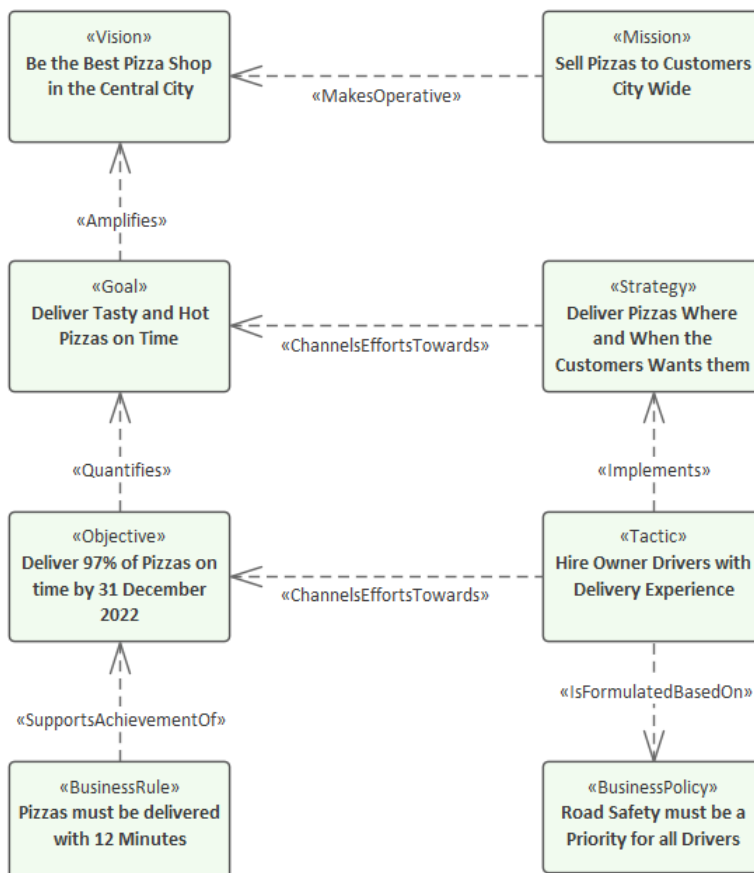 «Vision»
Be the Best Pizza Shop
in the Central City
«Mission»
Sell Pizzas to Customers
City Wide
«MakesOperative»
«Amplifies»
«Goal»
Deliver Tasty and Hot
Pizzas on Time
«Strategy»
Deliver Pizzas Where
and When the
Customers Wants them
«ChannelsEffortsTowards»
«Quantifies»
«Implements»
«Objective»
Deliver 97% of Pizzas on
time by 31 December
2022
«Tactic»
Hire Owner Drivers with
Delivery Experience
«ChannelsEffortsTowards»
«SupportsAchievementOf»
«IsFormulatedBasedOn»
«BusinessRule»
Pizzas must be delivered
with 12 Minutes
«BusinessPolicy»
Road Safety must be a
Priority for all Drivers